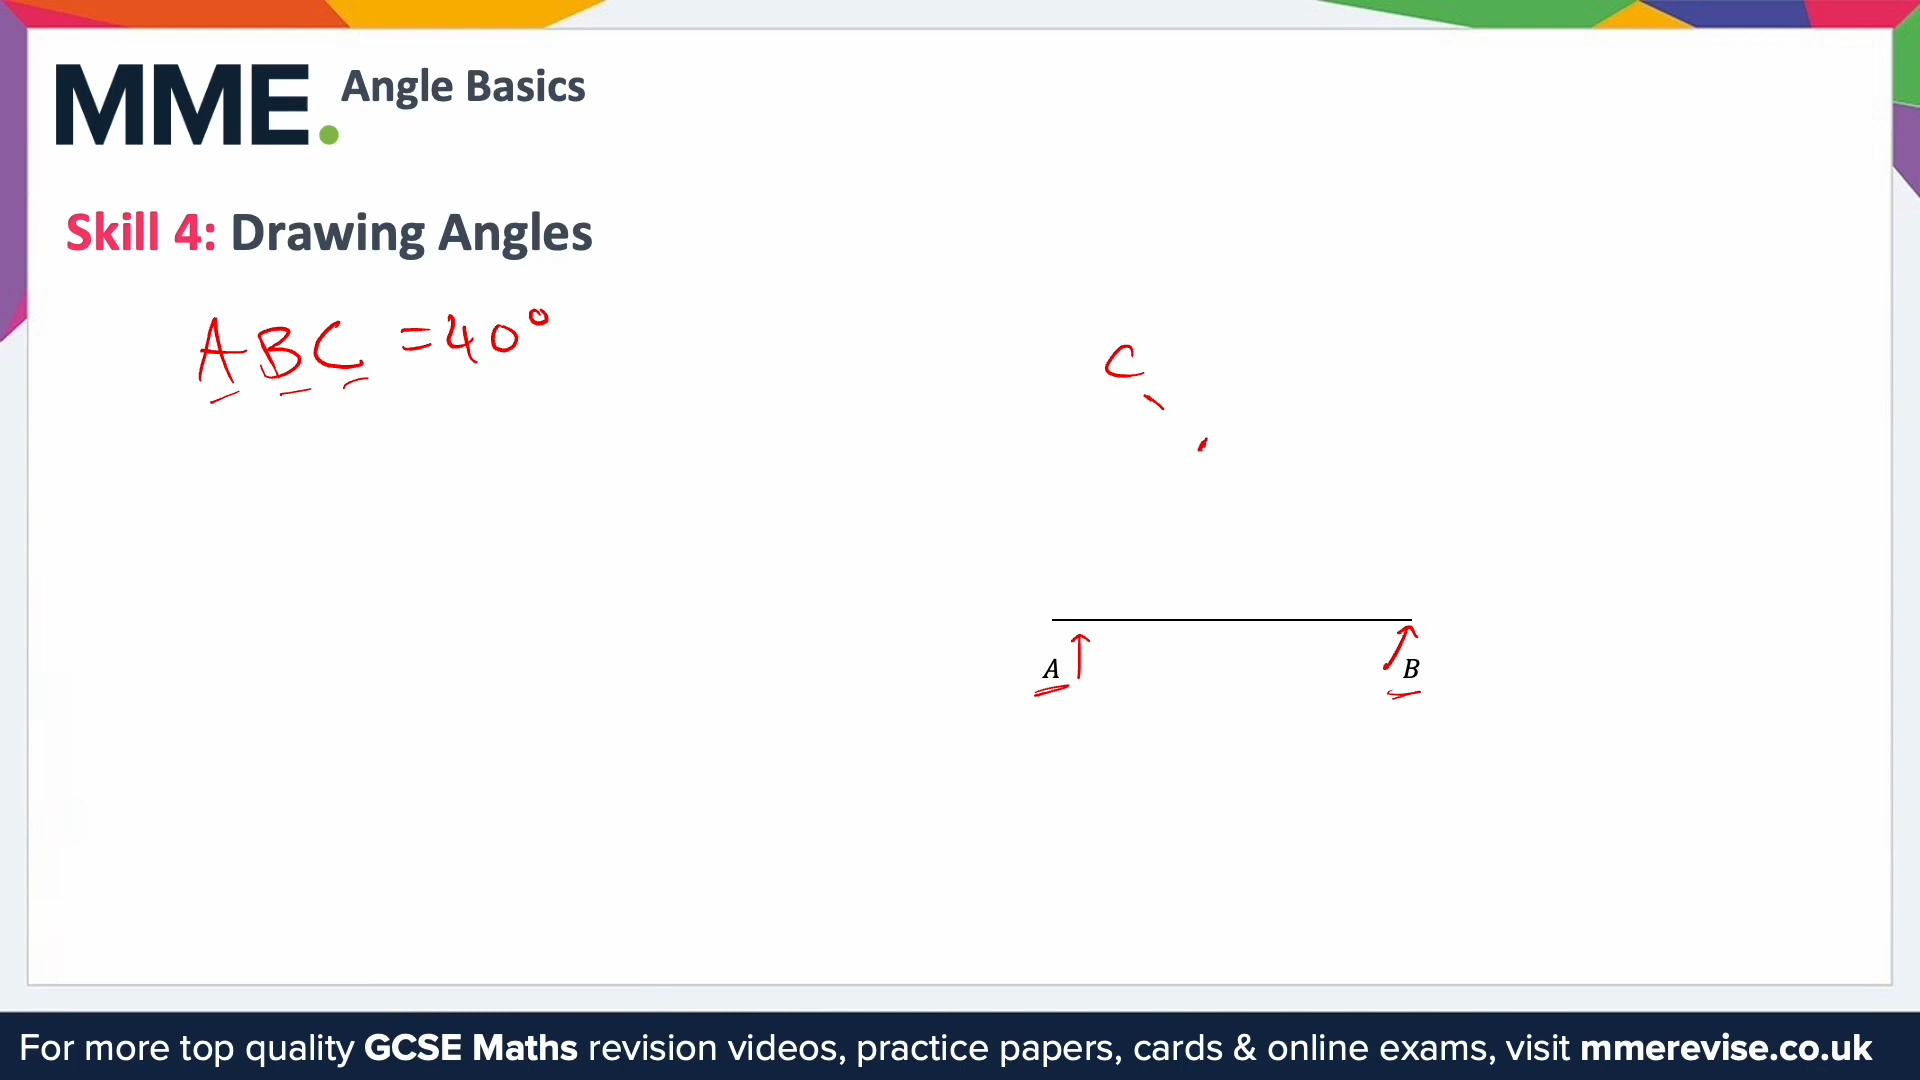 MME. Angle Basics
Skill 4: Drawing Angles
ABC = 40°
C
A
B
For more top quality GCSE Maths revision videos, practice papers, cards & online exams, visit mmerevise.co.uk